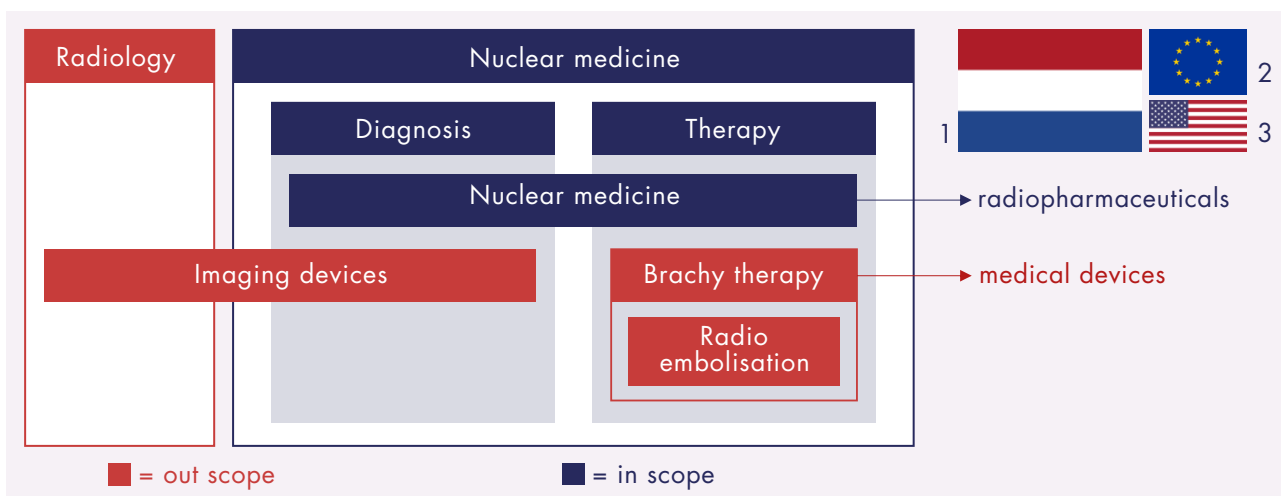 Radiology
Nuclear medicine
2
Diagnosis
Therapy
1
3
Nuclear medicine
radiopharmaceuticals
Imaging devices
Brachy therapy
medical devices
Radio
embolisation
= out scope
= in scope